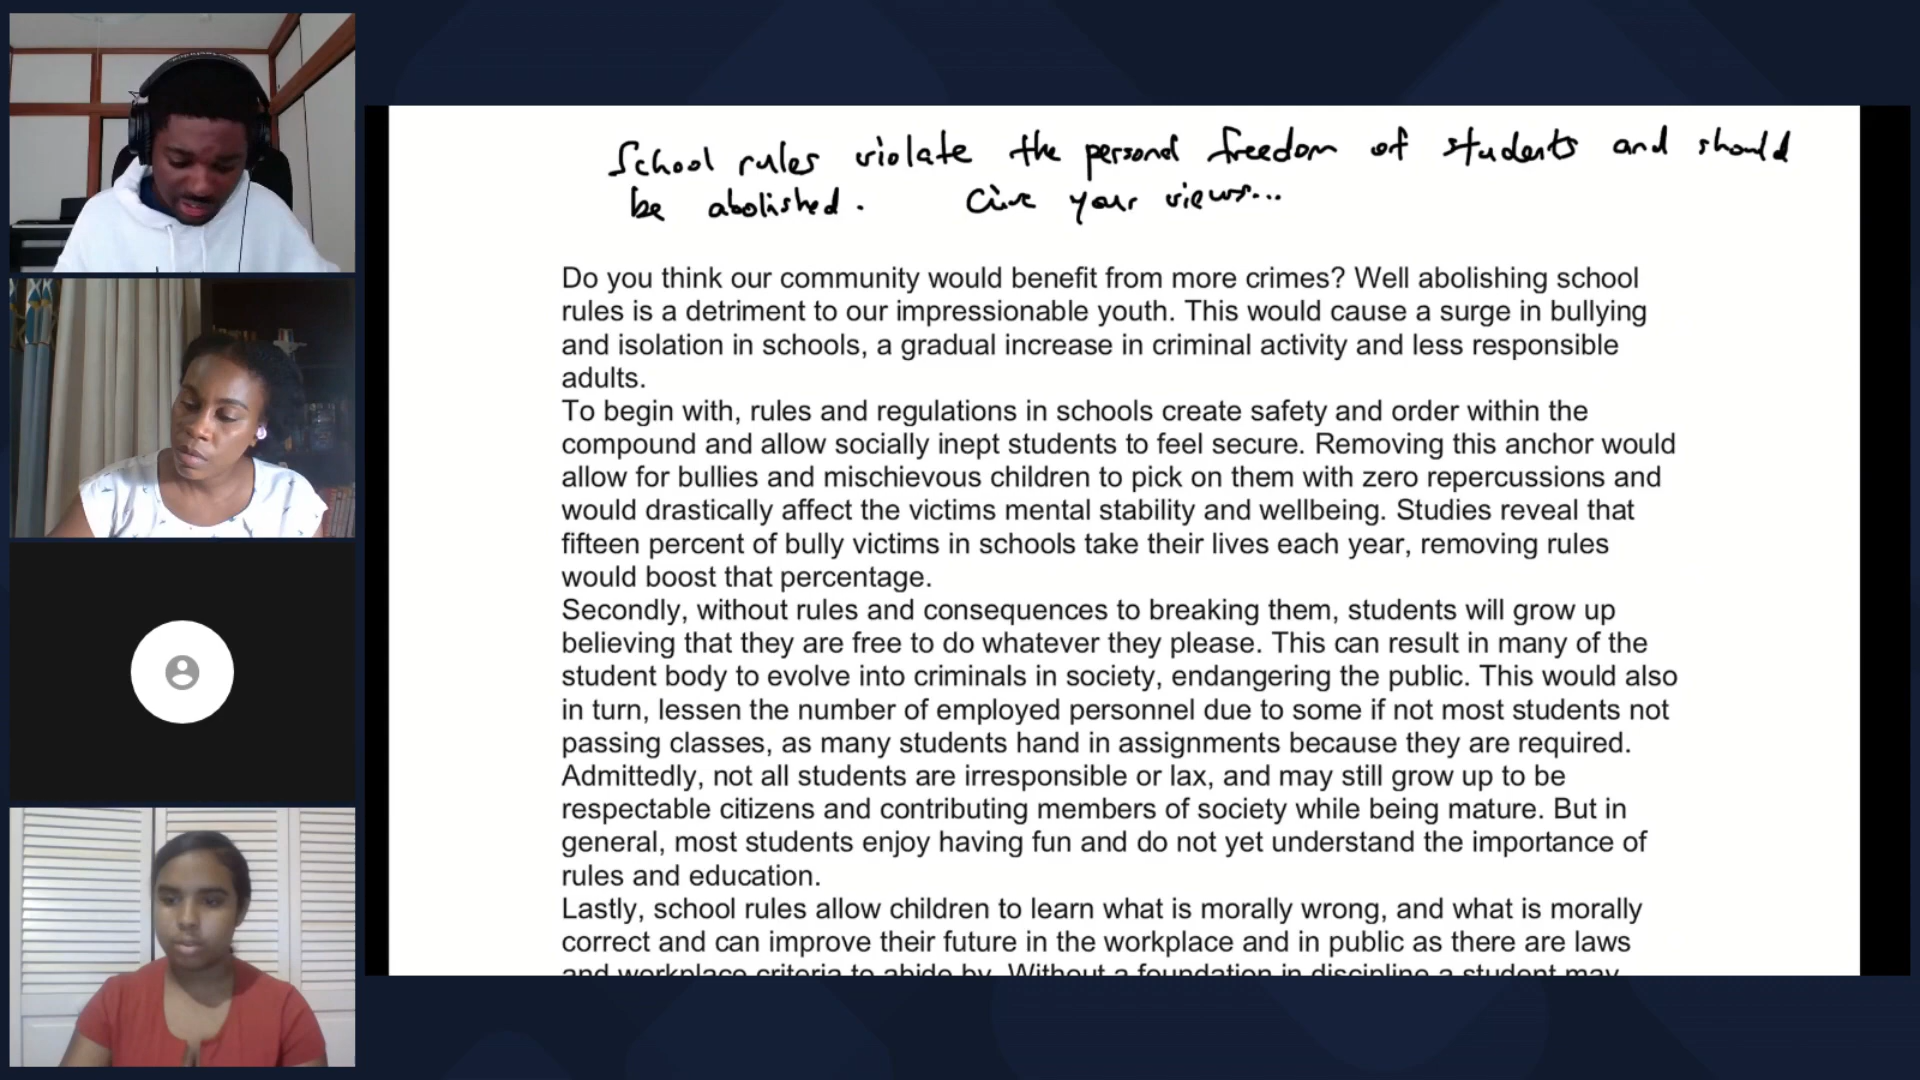 School rules violate the personal freedom of students and should
be abolished. Give your views...
Do you think our community would benefit from more crimes? Well abolishing school
rules is a detriment to our impressionable youth. This would cause a surge in bullying
and isolation in schools, a gradual increase in criminal activity and less responsible
adults.
To begin with, rules and regulations in schools create safety and order within the
compound and allow socially inept students to feel secure. Removing this anchor would
allow for bullies and mischievous children to pick on them with zero repercussions and
would drastically affect the victims mental stability and wellbeing. Studies reveal that
fifteen percent of bully victims in schools take their lives each year, removing rules
would boost that percentage.
Secondly, without rules and consequences to breaking them, students will grow up
believing that they are free to do whatever they please. This can result in many of the
student body to evolve into criminals in society, endangering the public. This would also
in turn, lessen the number of employed personnel due to some if not most students not
passing classes, as many students hand in assignments because they are required.
Admittedly, not all students are irresponsible or lax, and may still grow up to be
respectable citizens and contributing members of society while being mature. But in
general, most students enjoy having fun and do not yet understand the importance of
rules and education.
Lastly, school rules allow children to learn what is morally wrong, and what is morally
correct and can improve their future in the workplace and in public as there are laws
and workplace criteria to abide by. Without a foundation in discipline a student may